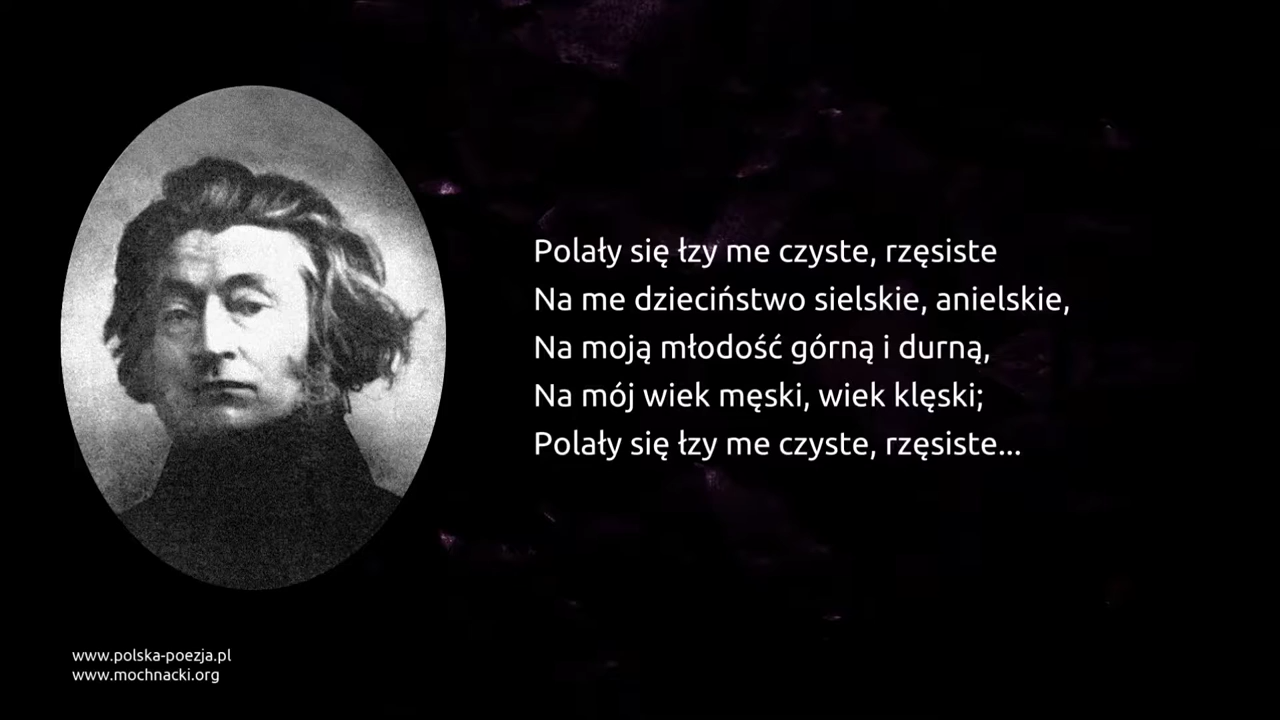 Polały się łzy me czyste, rzęsiste
Na me dzieciństwo sielskie, anielskie,
Na moją młodość górną i durną,
Na mój wiek męski, wiek klęski;
Polały się łzy me czyste, rzęsiste...
www.polska-poezja.pl
www.mochnacki.org